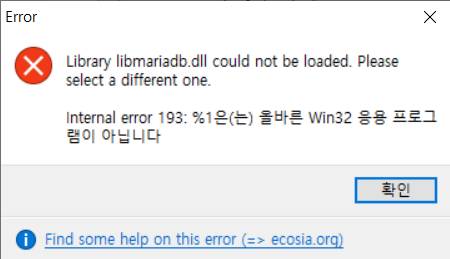 Error
Library libmariadb.dll could not be loaded. Please
select a different one.
Internal error 193: %1은(는) 올바른 Win32 응용 프로그
램이 아닙니다
확인
Find some help on this error (=> ecosia.org)